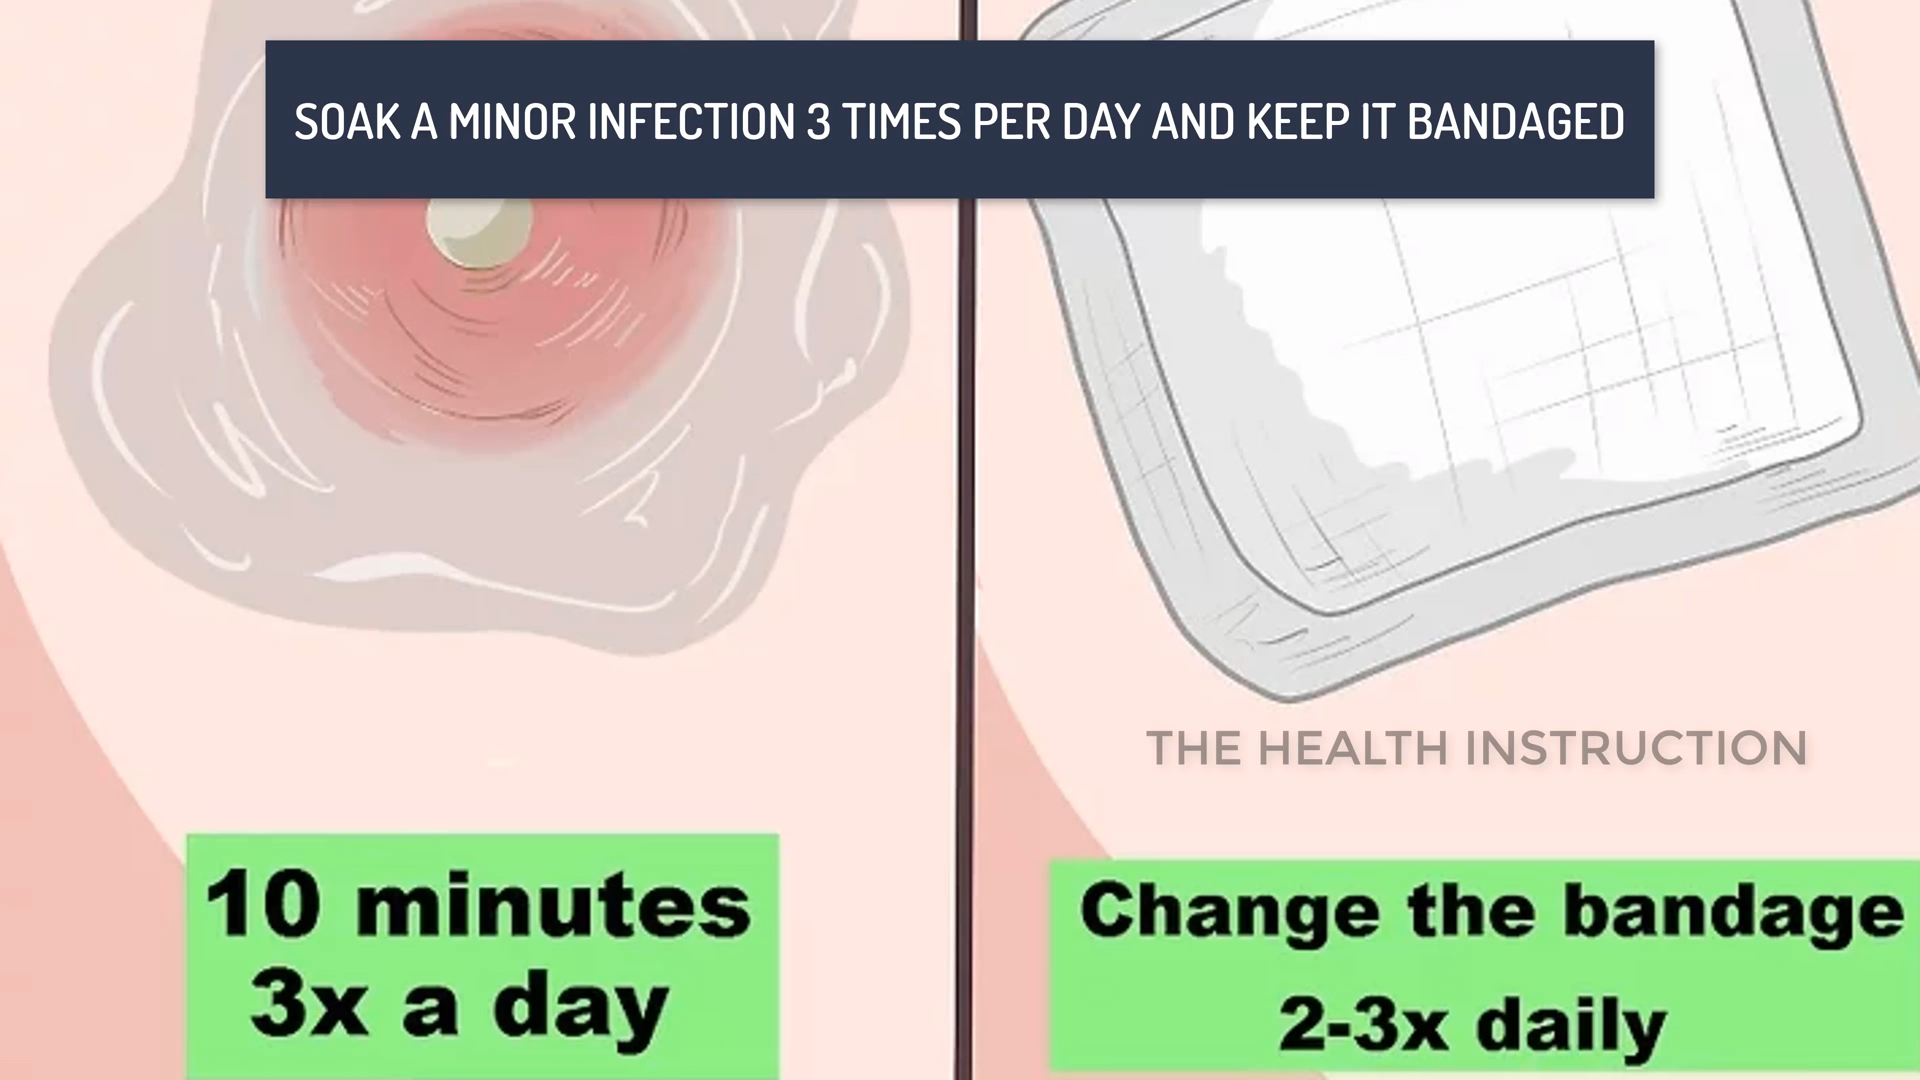 SOAK A MINOR INFECTION 3 TIMES PER DAY AND KEEP IT BANDAGED
THE HEALTH INSTRUCTION
10 minutes
3x a day
Change the bandage
2-3x daily